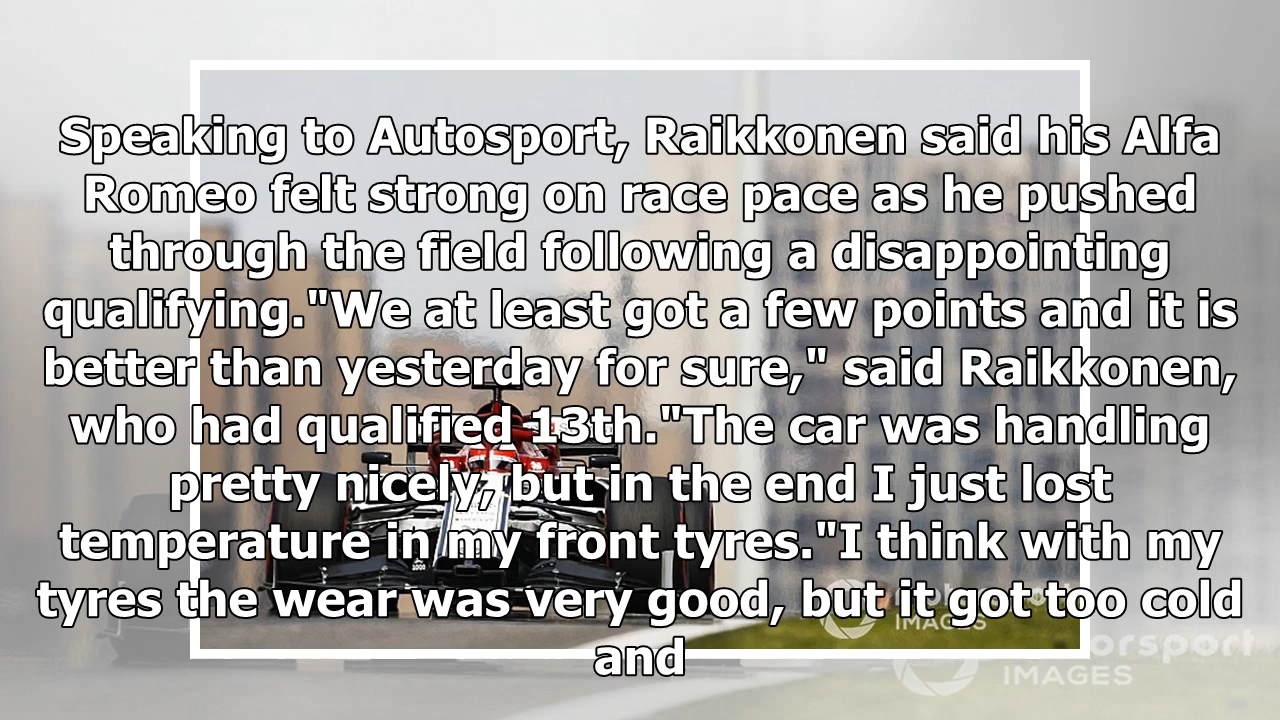 Speaking to Autosport, Raikkonen said his Alfa
Romeo felt strong on race pace as he pushed
through the field following a disappointing
qualifying."We at least got a few points and it is
better than yesterday for sure," said Raikkonen,
who had qualified 13th."The car was handling
pretty nicely, but in the end I just lost
temperature in my front tyres."I think with my
tyres the wear was very good, but it got too cold
and
IMAGES
orsport
IMAGES